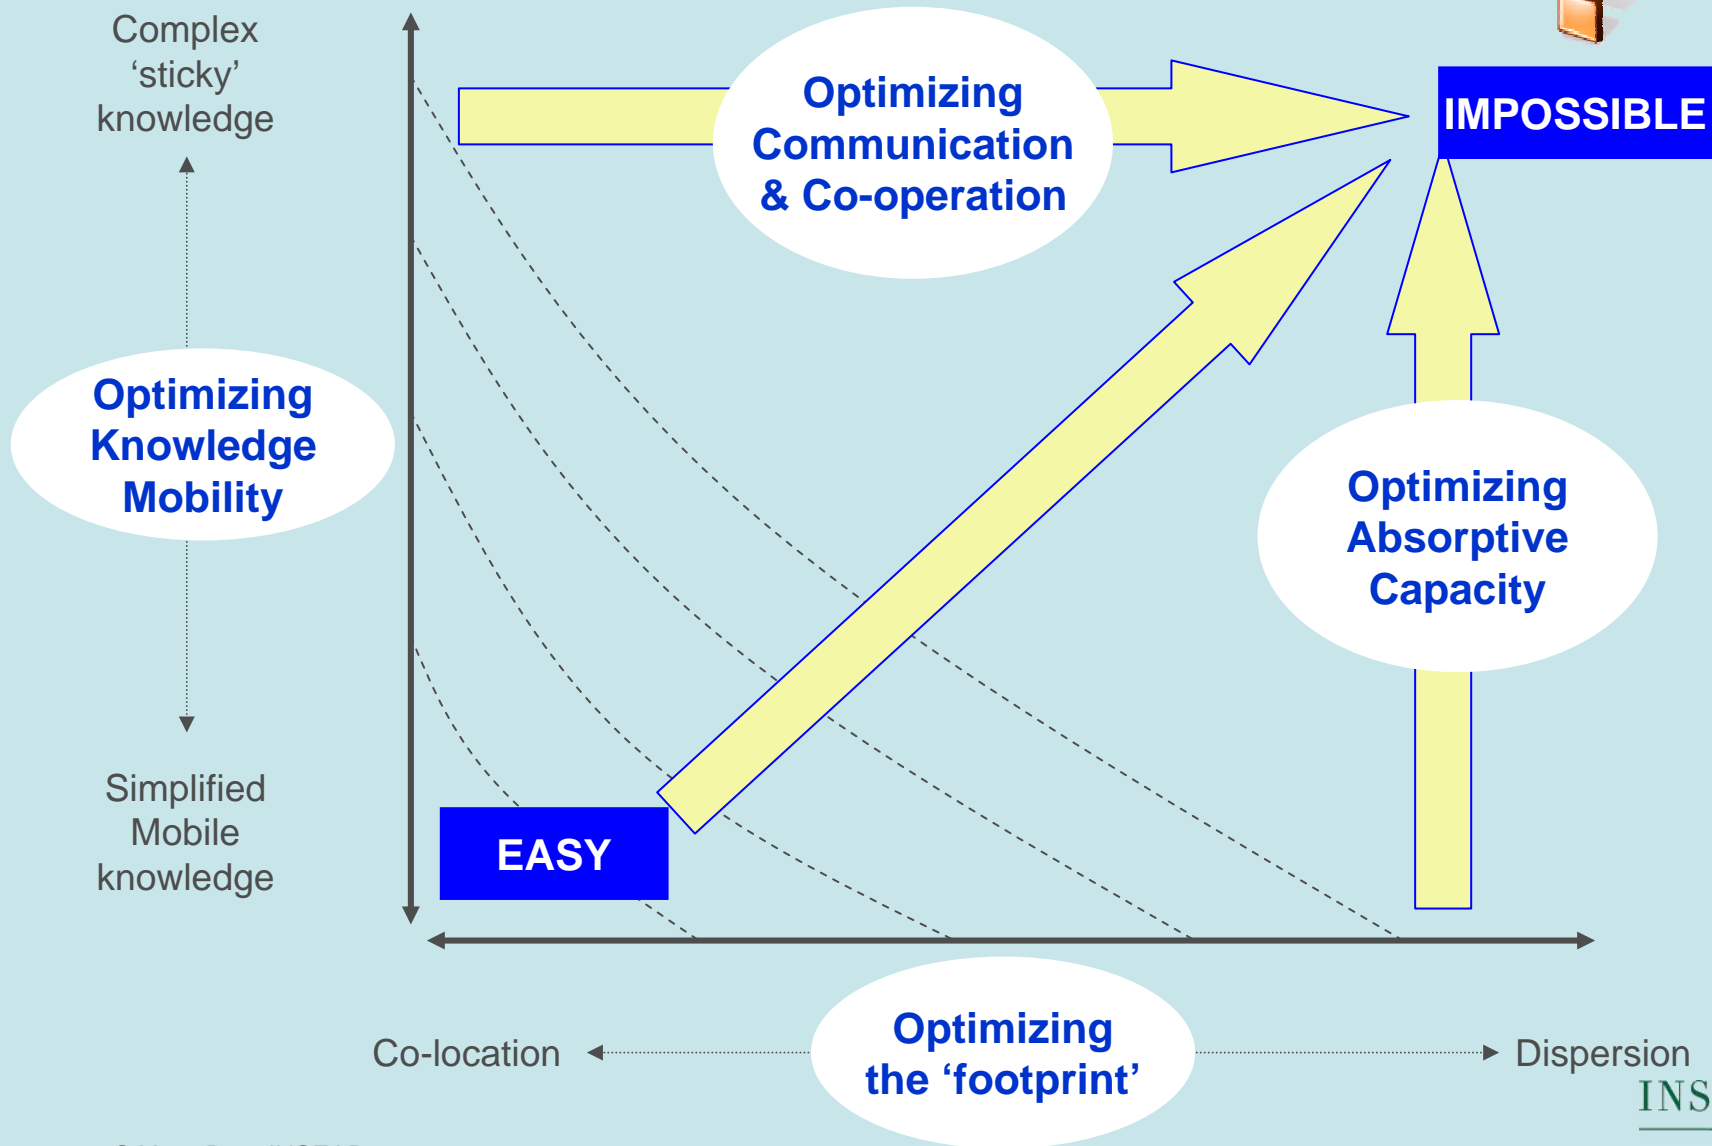 Complex
‘sticky’
knowledge
Optimizing
Communication
& Co-operation
IMPOSSIBLE
Optimizing
Knowledge
Mobility
Optimizing
Absorptive
Capacity
Simplified
Mobile
knowledge
EASY
Co-location
Optimizing
the ‘footprint’
Dispersion
INS